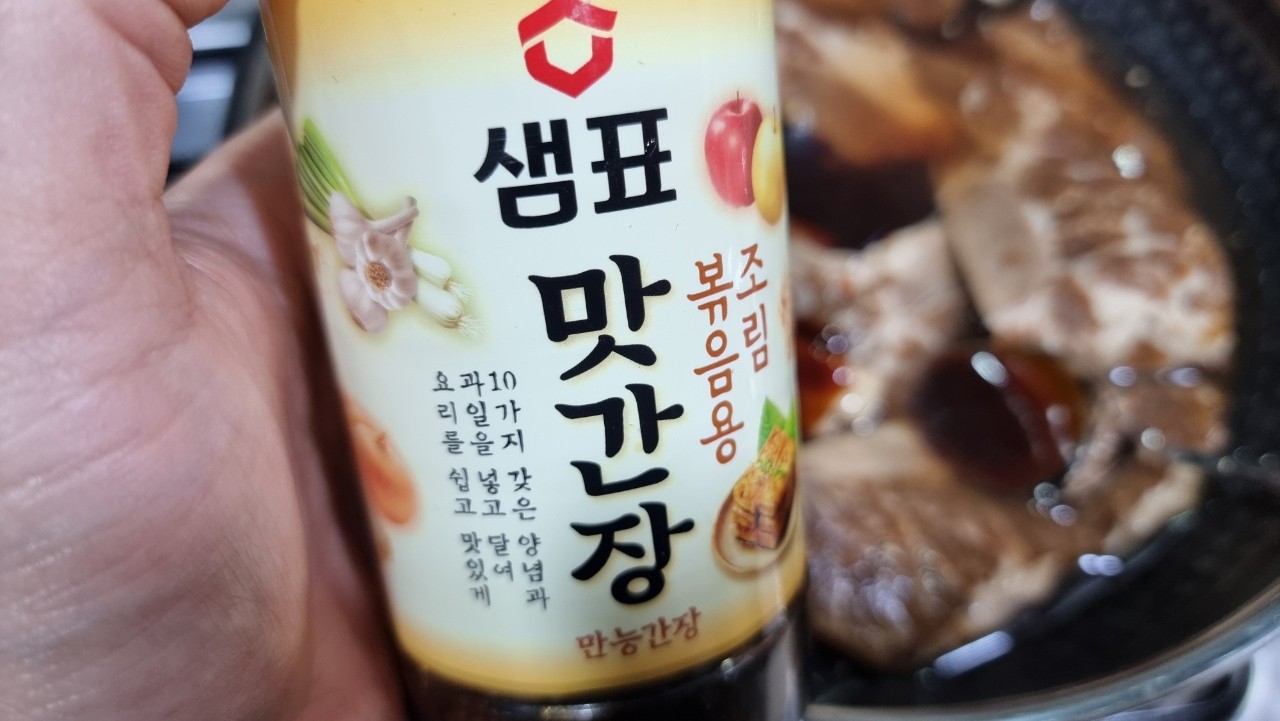 샘표
조림
볶음용
맛간장
10가지 갖은 양념과
과일을 넣고 달여
요리를 쉽고 맛있게
만능간장